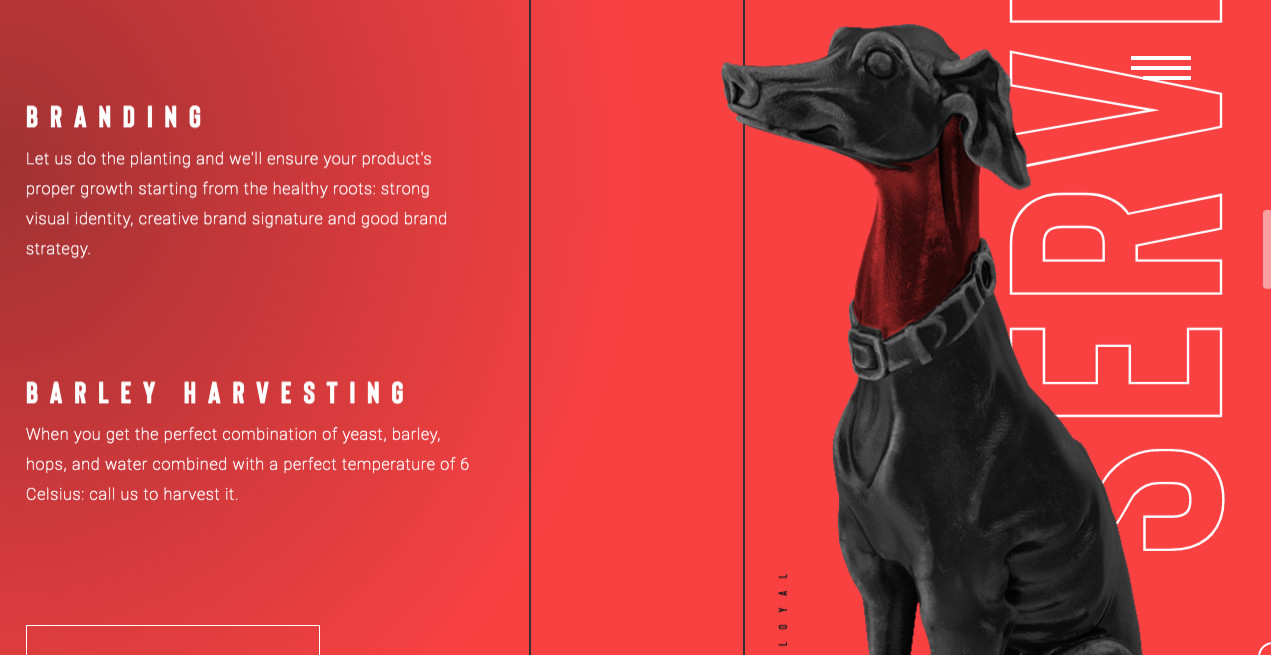 BRANDING
Let us do the planting and we'll ensure your product's
proper growth starting from the healthy roots: strong
visual identity, creative brand signature and good brand
strategy.
BARLEY HARVESTING
When you get the perfect combination of yeast, barley,
hops, and water combined with a perfect temperature of 6
Celsius: call us to harvest it.
LOYAL
SERVI